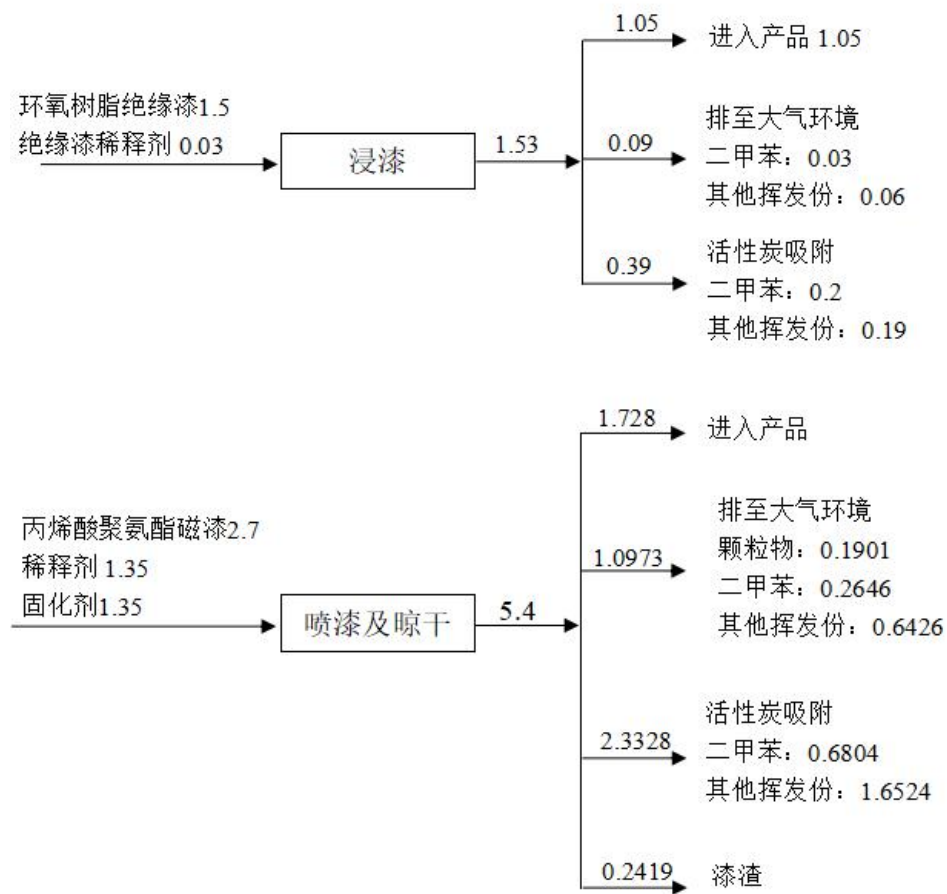 环氧树脂绝缘漆1.5
绝缘漆稀释剂 0.03
浸漆
1.53
1.05
进入产品 1.05
0.09
排至大气环境
二甲苯：0.03
其他挥发份：0.06
0.39
活性炭吸附
二甲苯：0.2
其他挥发份：0.19
丙烯酸聚氨酯磁漆2.7
稀释剂 1.35
固化剂1.35
喷漆及晾干
5.4
1.728
进入产品
1.0973
排至大气环境
颗粒物：0.1901
二甲苯：0.2646
其他挥发份：0.6426
2.3328
活性炭吸附
二甲苯：0.6804
其他挥发份：1.6524
0.2419
漆渣